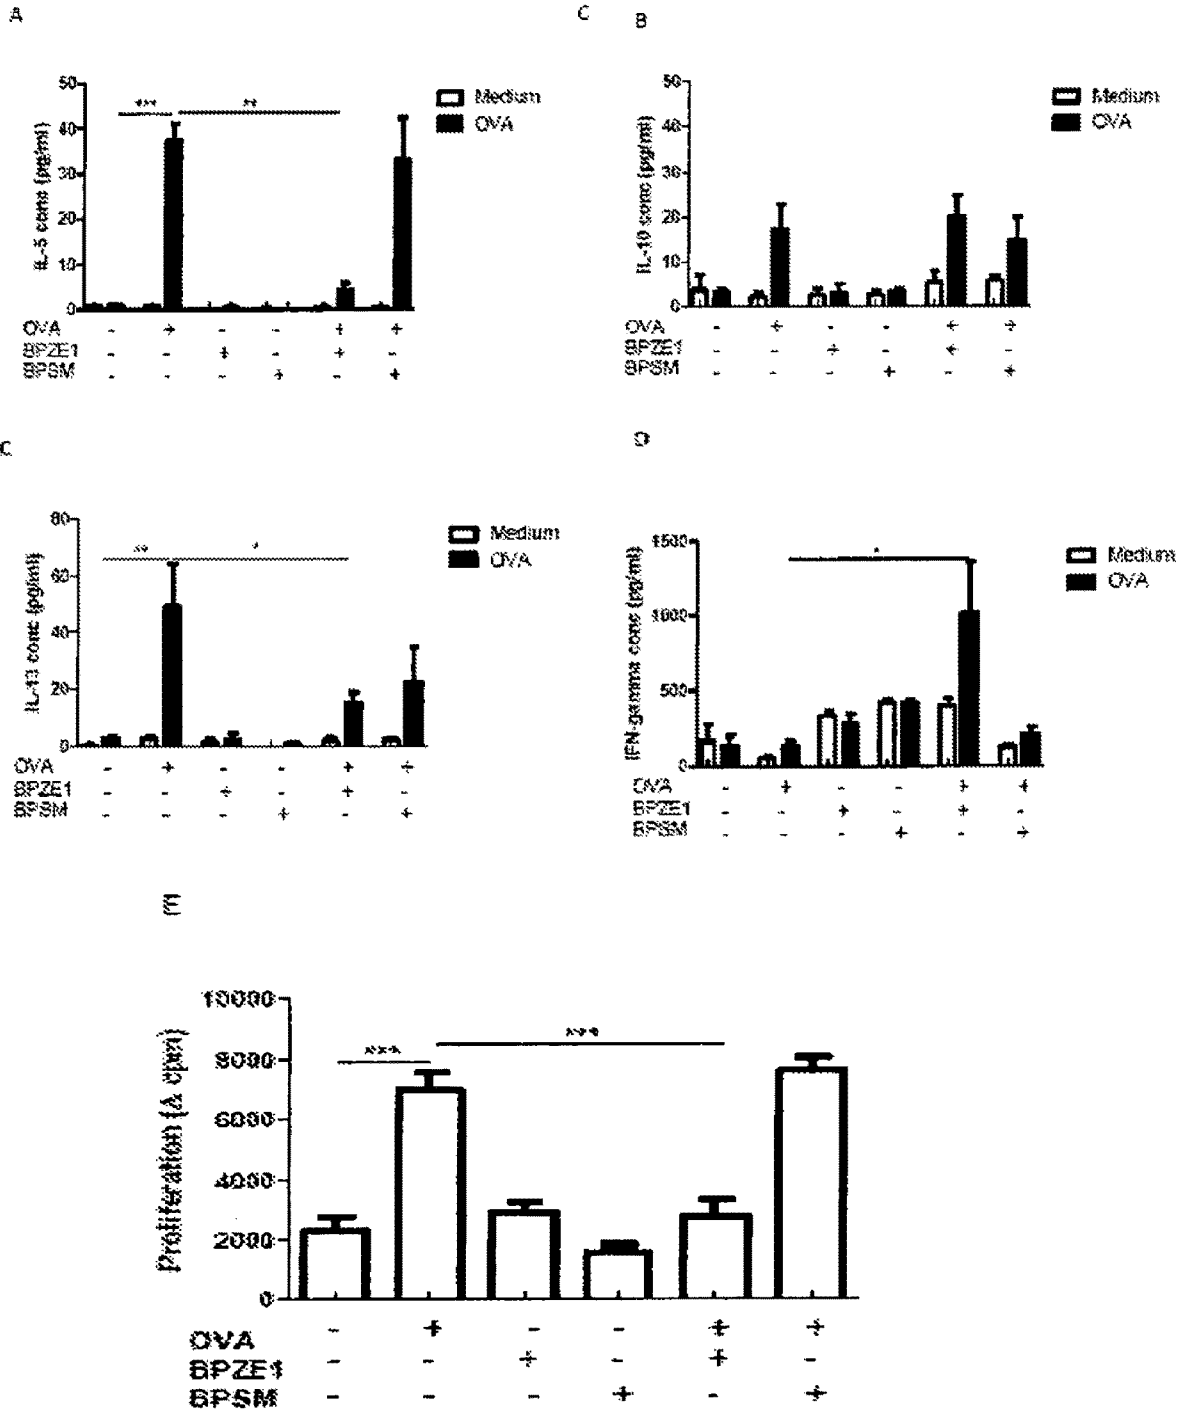 A
C
B
50
40
30
20
10
0
IL-5 conc (pg/ml)
***
**
Medium
OVA
OVA - + - - + +
BPZE1 - - + - + -
BPSM - - - + - +
50
40
30
20
10
0
IL-10 conc (pg/ml)
Medium
OVA
OVA - + - - + +
BPZE1 - - + - + -
BPSM - - - + - +
C
D
80
60
40
20
0
IL-13 conc (pg/ml)
**
*
Medium
OVA
OVA - + - - + +
BPZE1 - - + - + -
BPSM - - - + - +
1500
1000
500
0
IFN-gamma conc (pg/ml)
*
Medium
OVA
OVA - + - - + +
BPZE1 - - + - + -
BPSM - - - + - +
E
10000
8000
6000
4000
2000
0
Proliferation (Δ cpm)
***
***
OVA - + - - + +
BPZE1 - - + - + -
BPSM - - - + - +